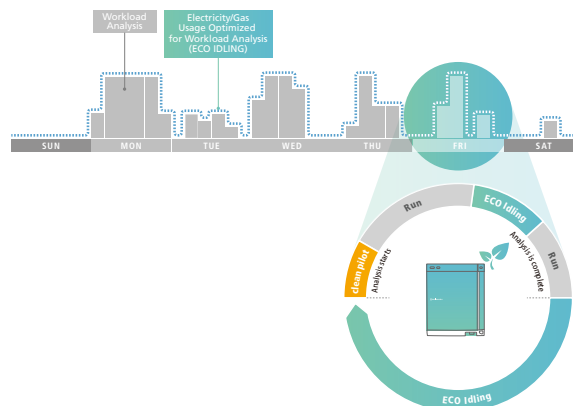 Workload
Analysis
Electricity/Gas
Usage Optimized
for Workload Analysis
(ECO IDLING)
SUN MON TUE WED THU FRI SAT
Run
ECO Idling
Run
clean pilot
Analysis starts
Analysis is complete
ECO Idling